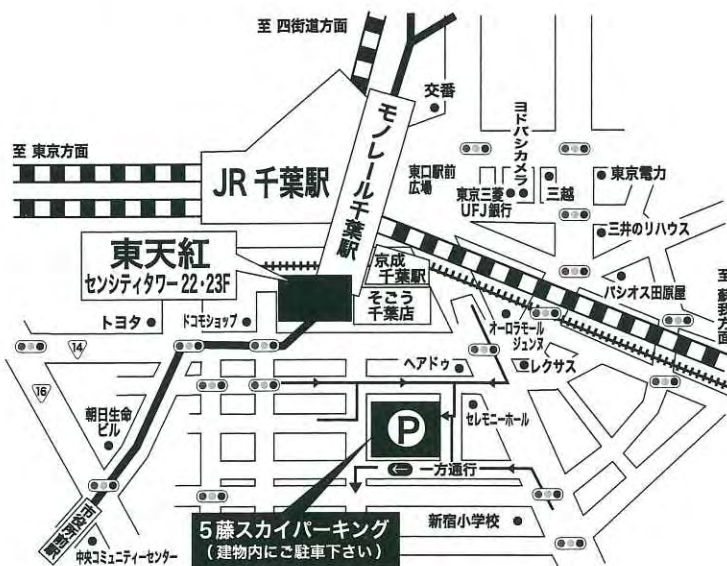 至 四街道方面
交番
モノレール千葉駅
ヨドバシカメラ
至 東京方面
JR 千葉駅
東口駅前
広場
東京三菱
UFJ銀行
三越
東京電力
三井のリハウス
東天紅
センシティタワー 22・23F
京成
千葉駅
そごう
千葉店
パシオス田原屋
至 蘇我方面
トヨタ
ドコモショップ
オーロラモール
ジュンヌ
14
ヘアドゥ
レクサス
16
朝日生命
ビル
P
セレモニーホール
一方通行
市役所前駅
5藤スカイパーキング
(建物内にご駐車下さい)
新宿小学校
中央コミュニティーセンター